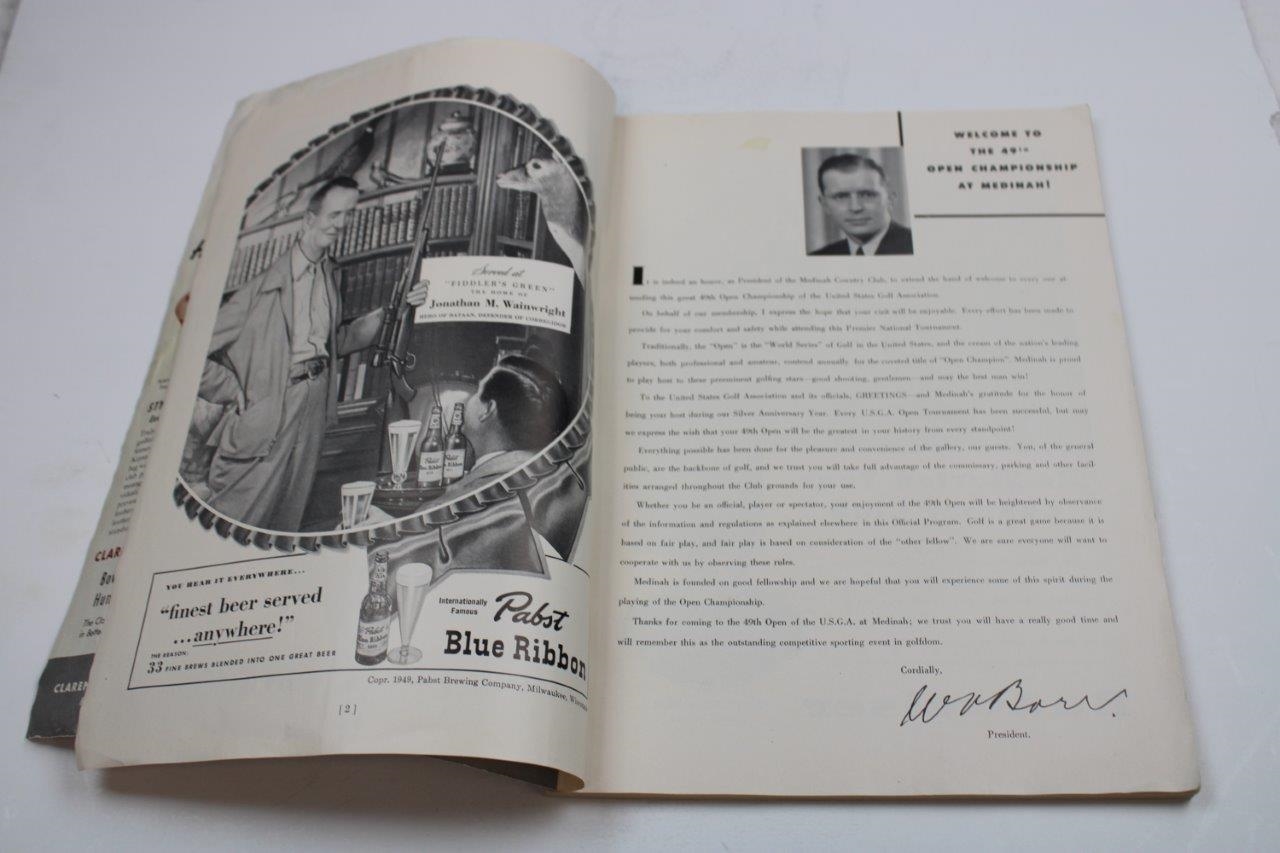 STY
CLAR
Bo
Hun
The Cl
in Bette
CLAREN
Served at
"FIDDLER'S GREEN"
THE HOME OF
Jonathan M. Wainwright
HERO OF BATAAN, DEFENDER OF CORREGIDOR
YOU HEAR IT EVERYWHERE...
"finest beer served
...anywhere!"
THE REASON:
33 FINE BREWS BLENDED INTO ONE GREAT BEER
Pabst
Blue Ribbon
Pabst
Blue Ribbon
Pabst
Blue Ribbon
Internationally
Famous
Pabst
Blue Ribbon
Copr. 1949, Pabst Brewing Company, Milwaukee, Wisconsin
[2]
WELCOME TO
THE 49TH
OPEN CHAMPIONSHIP
AT MEDINAH!
It is indeed an honor, as President of the Medinah Country Club, to extend the hand of welcome to every one at-
tending this great 49th Open Championship of the United States Golf Association.
On behalf of our membership, I express the hope that your visit will be enjoyable. Every effort has been made to
provide for your comfort and safety while attending this Premier National Tournament.
Traditionally, the "Open" is the "World Series" of Golf in the United States, and the cream of the nation's leading
players, both professional and amateur, contend annually for the coveted title of "Open Champion". Medinah is proud
to play host to these preeminent golfing stars—good shooting, gentlemen—and may the best man win!
To the United States Golf Association and its officials, GREETINGS—and Medinah's gratitude for the honor of
being your host during our Silver Anniversary Year. Every U.S.G.A. Open Tournament has been successful, but may
we express the wish that your 49th Open will be the greatest in your history from every standpoint!
Everything possible has been done for the pleasure and convenience of the gallery, our guests. You, of the general
public, are the backbone of golf, and we trust you will take full advantage of the commissary, parking and other facil-
ities arranged throughout the Club grounds for your use.
Whether you be an official, player or spectator, your enjoyment of the 49th Open will be heightened by observance
of the information and regulations as explained elsewhere in this Official Program. Golf is a great game because it is
based on fair play, and fair play is based on consideration of the "other fellow". We are sure everyone will want to
cooperate with us by observing these rules.
Medinah is founded on good fellowship and we are hopeful that you will experience some of this spirit during the
playing of the Open Championship.
Thanks for coming to the 49th Open of the U.S.G.A. at Medinah; we trust you will have a really good time and
will remember this as the outstanding competitive sporting event in golfdom.
Cordially,
President.